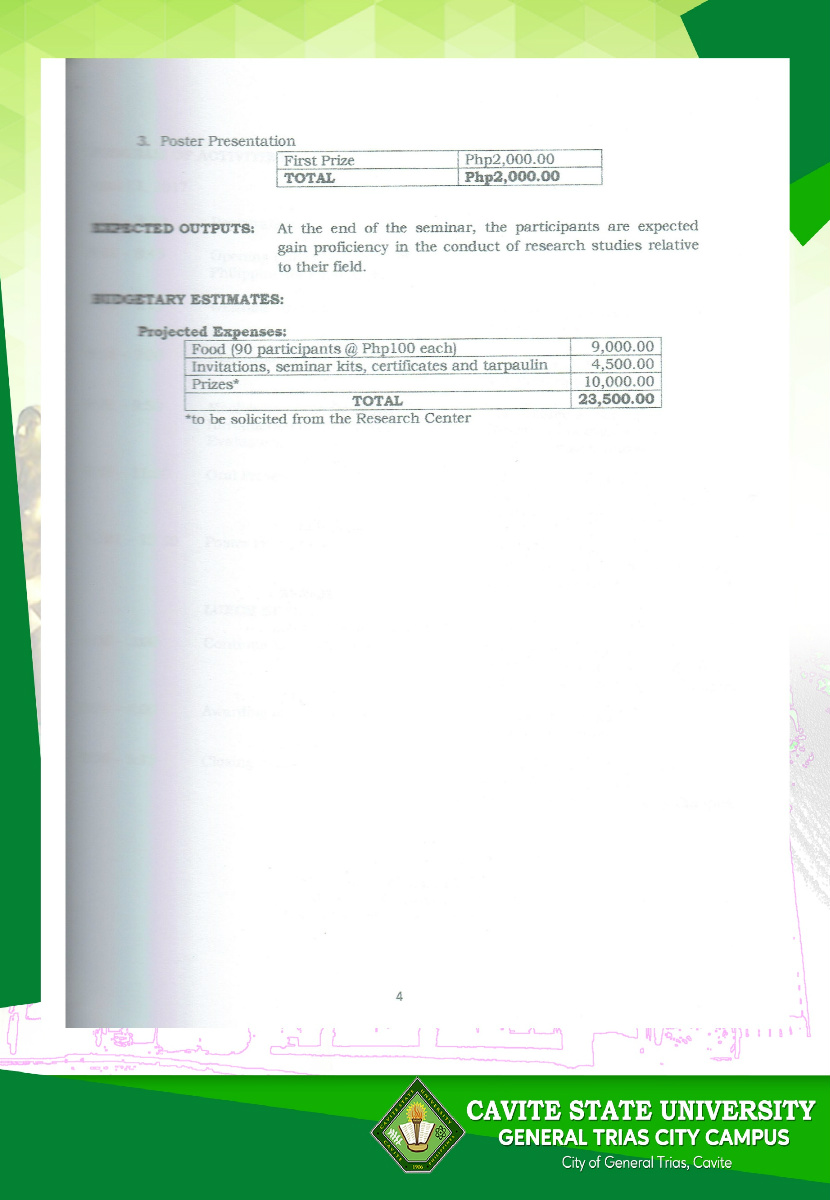 3. Poster Presentation
First Prize Php2,000.00
TOTAL Php2,000.00
EXPECTED OUTPUTS: At the end of the seminar, the participants are expected
gain proficiency in the conduct of research studies relative
to their field.
BUDGETARY ESTIMATES:
Projected Expenses:
Food (90 participants @ Php100 each) 9,000.00
Invitations, seminar kits, certificates and tarpaulin 4,500.00
Prizes* 10,000.00
TOTAL 23,500.00
*to be solicited from the Research Center
4
CAVITE STATE UNIVERSITY
GENERAL TRIAS CITY CAMPUS
City of General Trias, Cavite